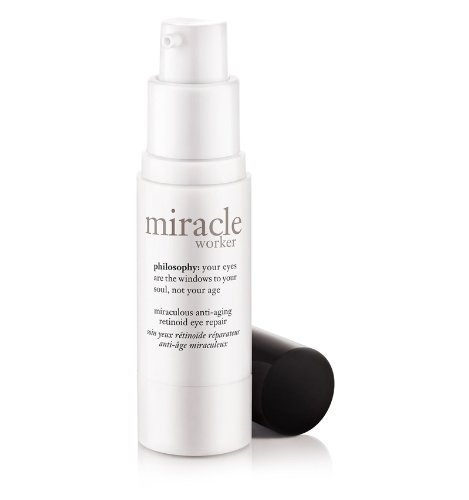 miracle
worker
philosophy: your eyes
are the windows to your
soul, not your age
miraculous anti-aging
retinoid eye repair
soin yeux rétinoïde réparateur
anti-âge miraculeux